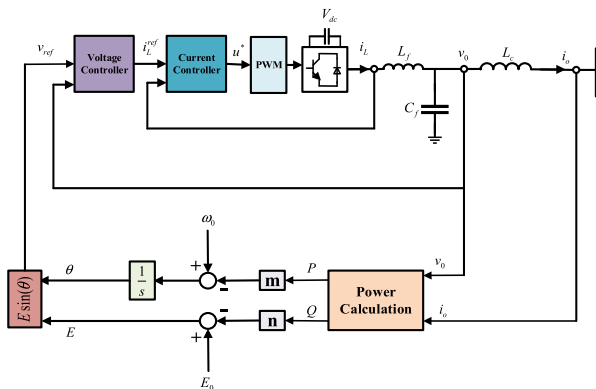 V_dc
v_ref
Voltage
Controller
i_L^ref
Current
Controller
u*
PWM
i_L
L_f
v_0
L_c
i_o
C_f
ω_0
+
-
E sin(θ)
θ
1/s
m
P
Power
Calculation
v_0
E
-
+
n
Q
i_o
E_0